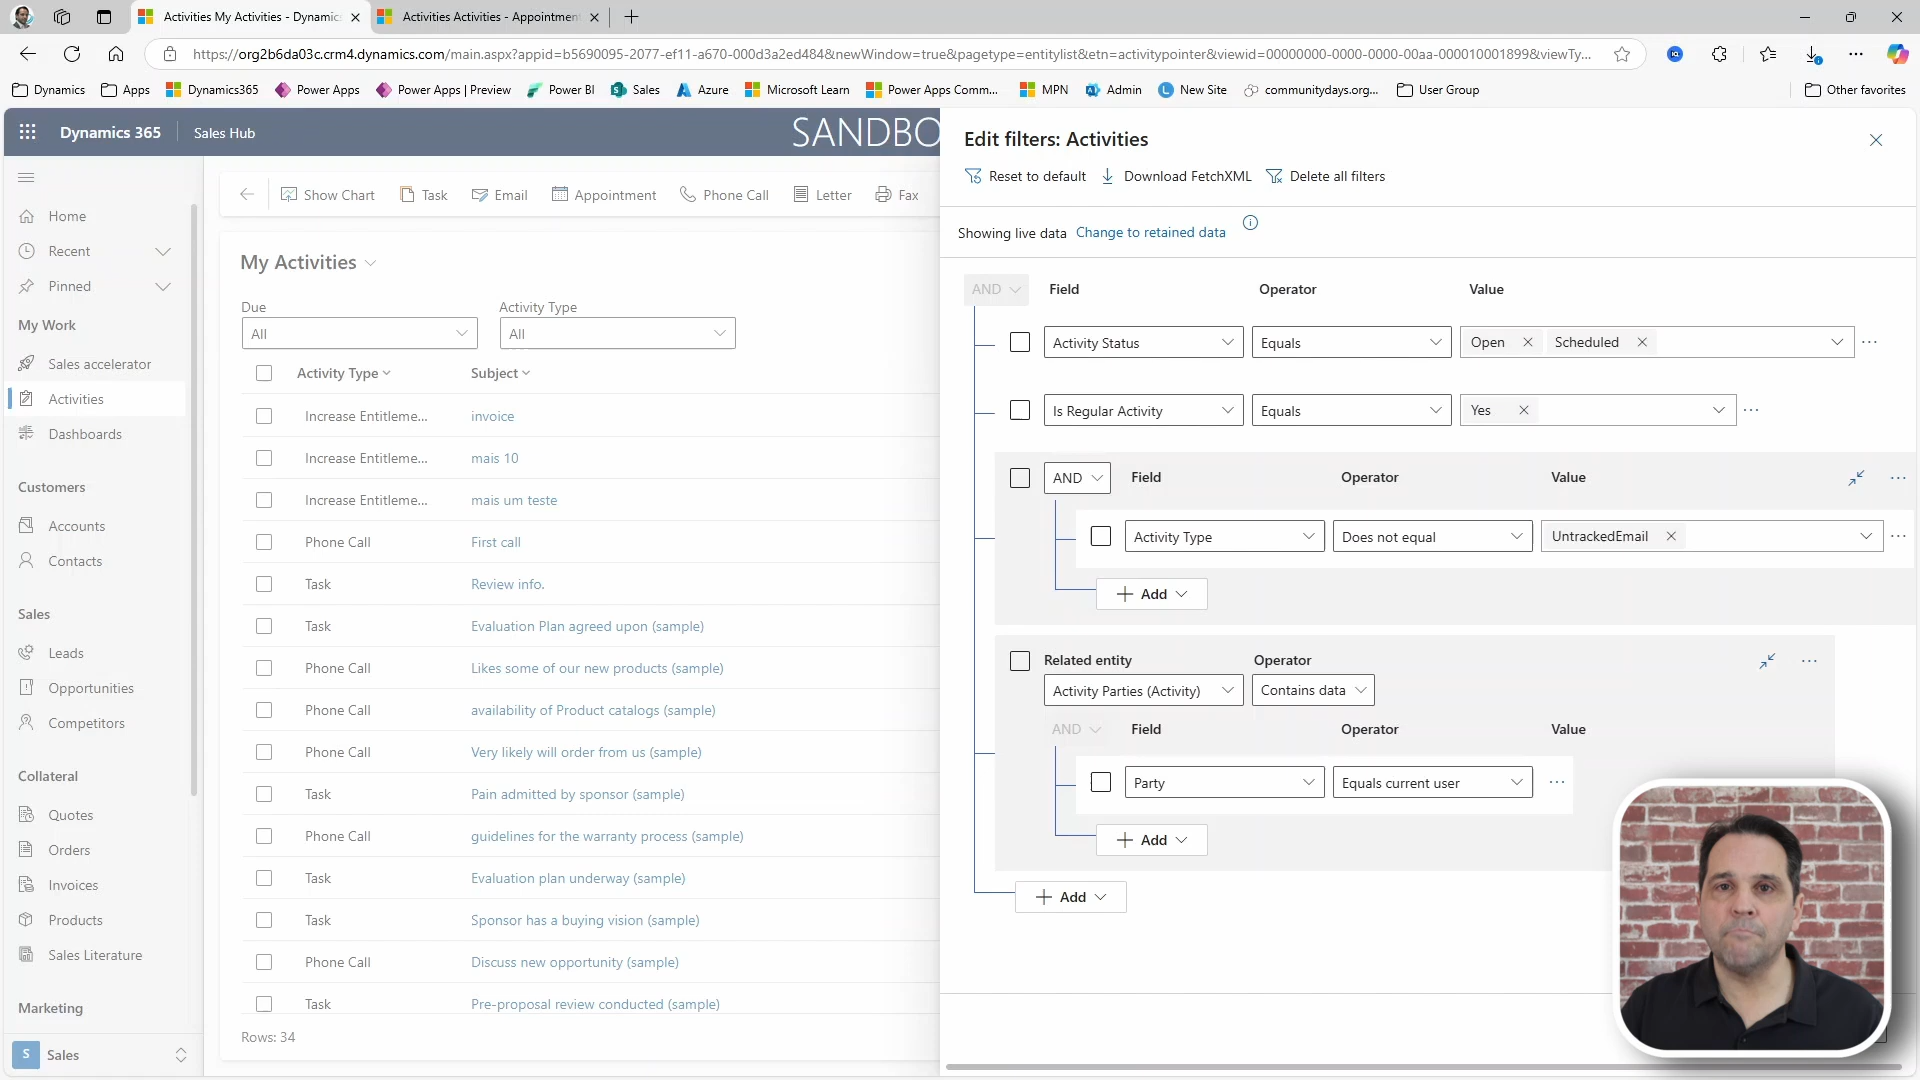 Activities My Activities - Dynamic
Activities Activities - Appointment
https://org2b6da03c.crm4.dynamics.com/main.aspx?appid=b5690095-2077-ef11-a670-000d3a2ed484&newWindow=true&pagetype=entitylist&etn=activitypointer&viewid=00000000-0000-0000-00aa-000010001899&viewTy...
Dynamics
Apps
Dynamics365
Power Apps
Power Apps | Preview
Power BI
Sales
Azure
Microsoft Learn
Power Apps Comm...
MPN
Admin
New Site
communitydays.org...
User Group
Other favorites
Dynamics 365
Sales Hub
SANDBO
Home
Recent
Pinned
My Work
Sales accelerator
Activities
Dashboards
Customers
Accounts
Contacts
Sales
Leads
Opportunities
Competitors
Collateral
Quotes
Orders
Invoices
Products
Sales Literature
Marketing
S Sales
Show Chart
Task
Email
Appointment
Phone Call
Letter
Fax
My Activities
Due
Activity Type
All
All
Activity Type
Subject
Increase Entitleme... invoice
Increase Entitleme... mais 10
Increase Entitleme... mais um teste
Phone Call First call
Task Review info.
Task Evaluation Plan agreed upon (sample)
Phone Call Likes some of our new products (sample)
Phone Call availability of Product catalogs (sample)
Phone Call Very likely will order from us (sample)
Task Pain admitted by sponsor (sample)
Phone Call guidelines for the warranty process (sample)
Task Evaluation plan underway (sample)
Task Sponsor has a buying vision (sample)
Phone Call Discuss new opportunity (sample)
Task Pre-proposal review conducted (sample)
Rows: 34
Edit filters: Activities
Reset to default
Download FetchXML
Delete all filters
Showing live data Change to retained data
AND Field Operator Value
Activity Status Equals Open Scheduled
Is Regular Activity Equals Yes
AND Field Operator Value
Activity Type Does not equal UntrackedEmail
Add
Related entity Operator
Activity Parties (Activity) Contains data
AND Field Operator Value
Party Equals current user
Add
Add